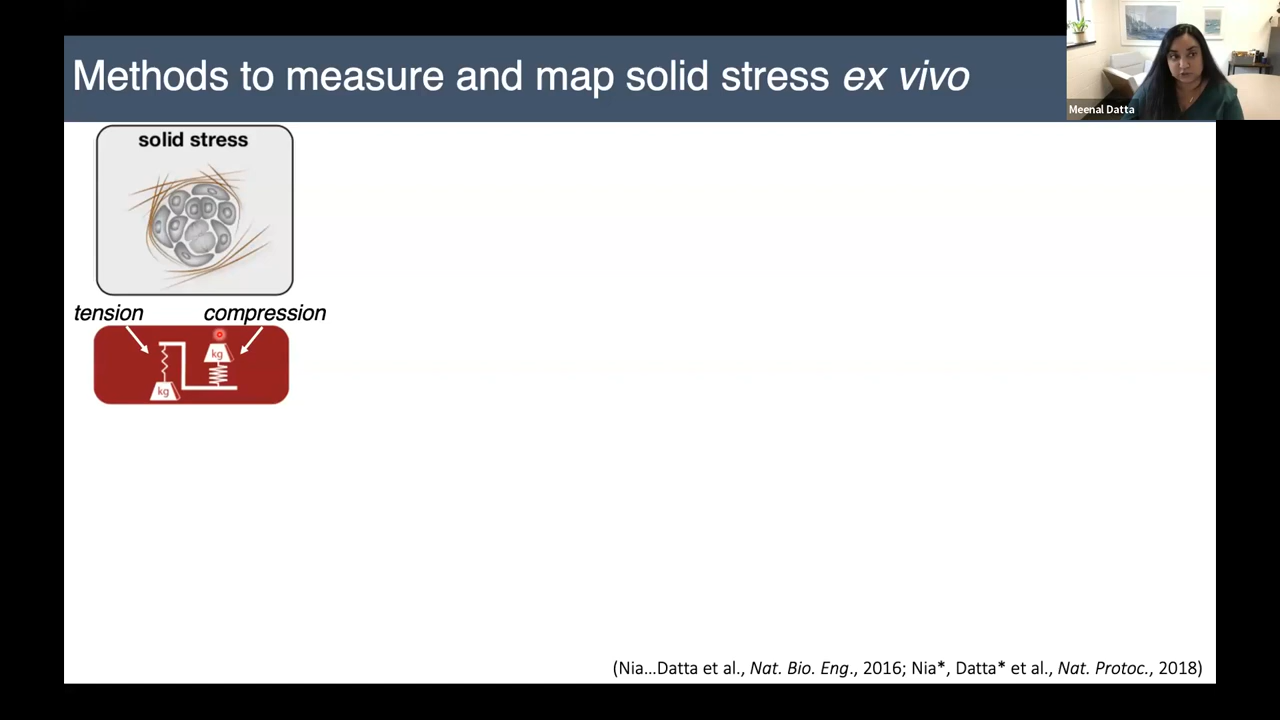 Methods to measure and map solid stress ex vivo
Meenal Datta
solid stress
tension compression
kg
kg
(Nia...Datta et al., Nat. Bio. Eng., 2016; Nia*, Datta* et al., Nat. Protoc., 2018)